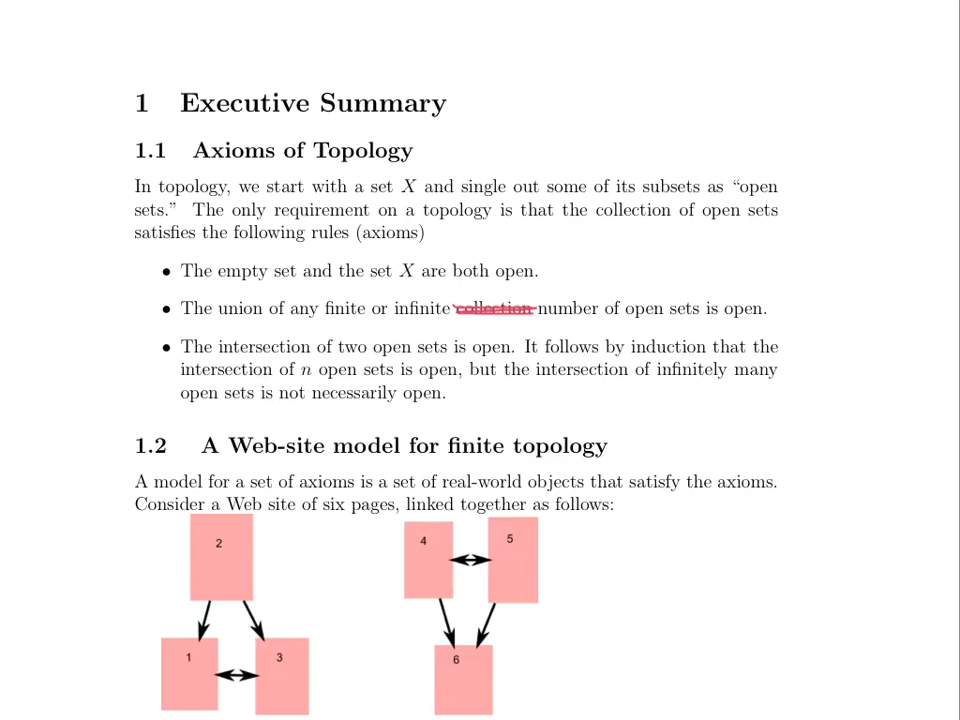 1 Executive Summary
1.1 Axioms of Topology
In topology, we start with a set X and single out some of its subsets as “open
sets.” The only requirement on a topology is that the collection of open sets
satisfies the following rules (axioms)
• The empty set and the set X are both open.
• The union of any finite or infinite collection number of open sets is open.
• The intersection of two open sets is open. It follows by induction that the
intersection of n open sets is open, but the intersection of infinitely many
open sets is not necessarily open.
1.2 A Web-site model for finite topology
A model for a set of axioms is a set of real-world objects that satisfy the axioms.
Consider a Web site of six pages, linked together as follows:
2
4
5
1
3
6